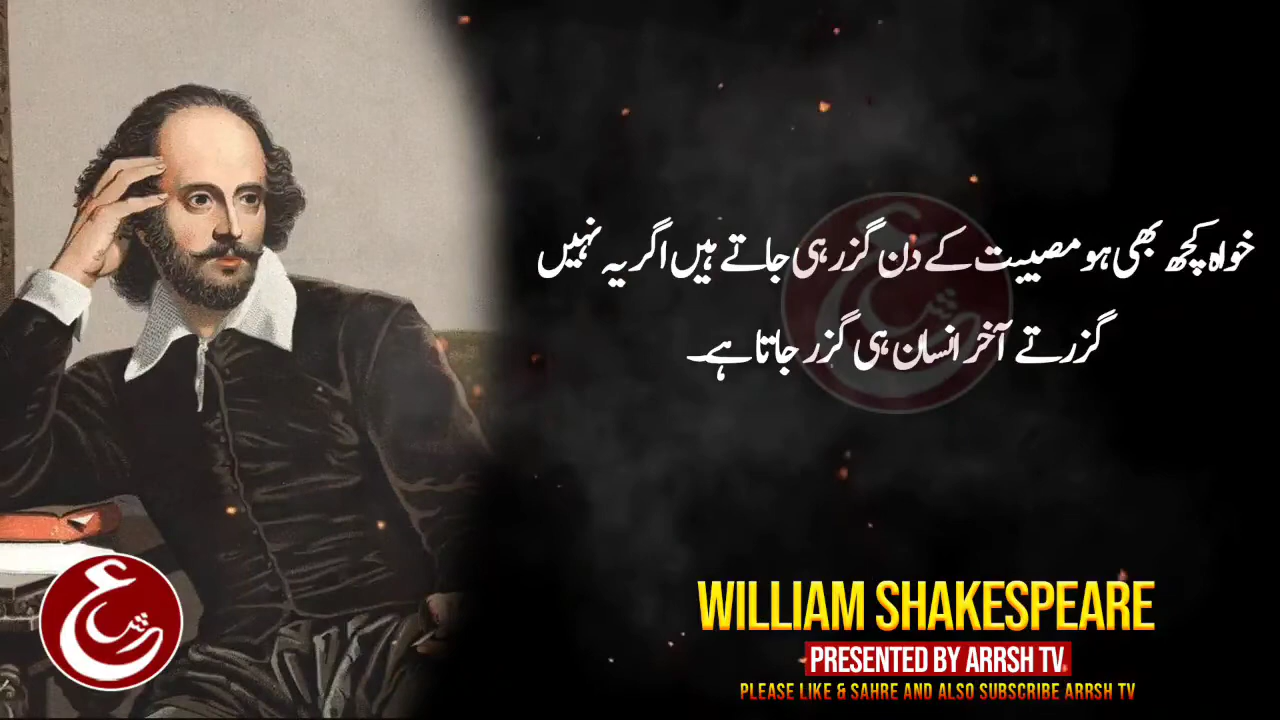 خواہ کچھ بھی ہو مصیبت کے دن گزر ہی جاتے ہیں اگر یہ نہیں
گزرتے آخر انسان ہی گزر جاتا ہے۔
WILLIAM SHAKESPEARE
PRESENTED BY ARRSH TV
PLEASE LIKE & SAHRE AND ALSO SUBSCRIBE ARRSH TV